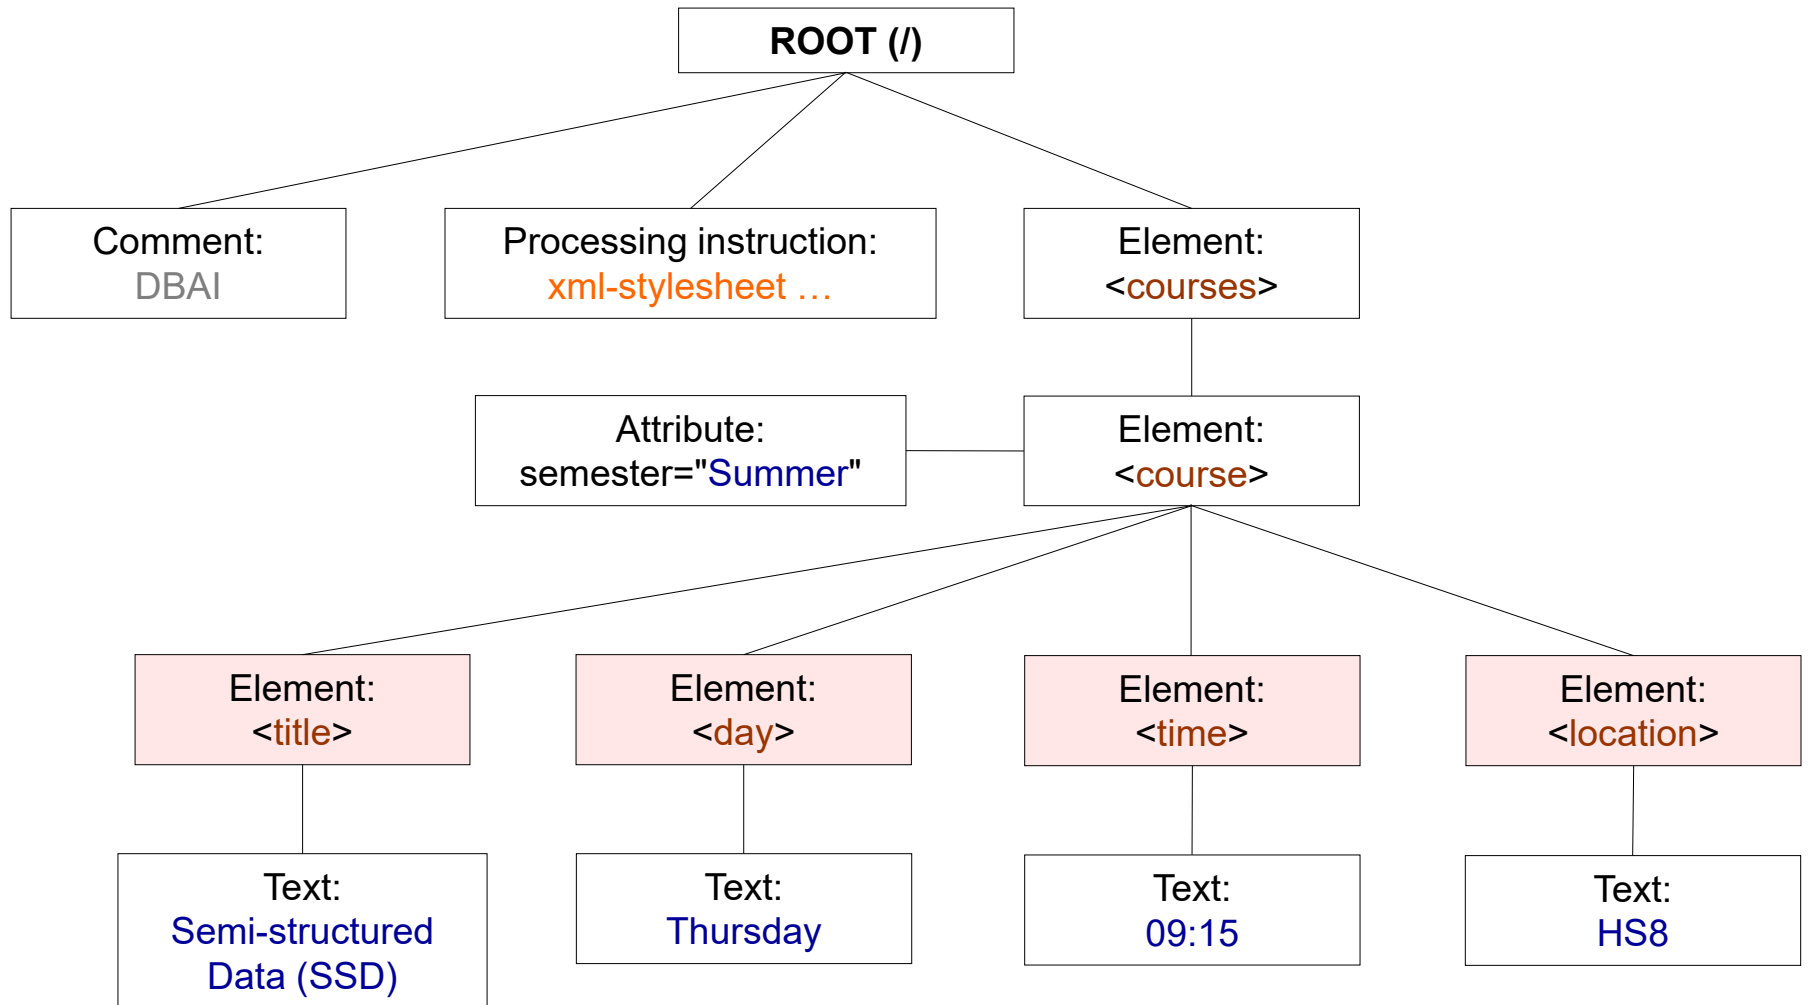 ROOT (/)
Comment:
DBAI
Processing instruction:
xml-stylesheet …
Element:
<courses>
Attribute:
semester="Summer"
Element:
<course>
Element:
<title>
Element:
<day>
Element:
<time>
Element:
<location>
Text:
Semi-structured
Data (SSD)
Text:
Thursday
Text:
09:15
Text:
HS8